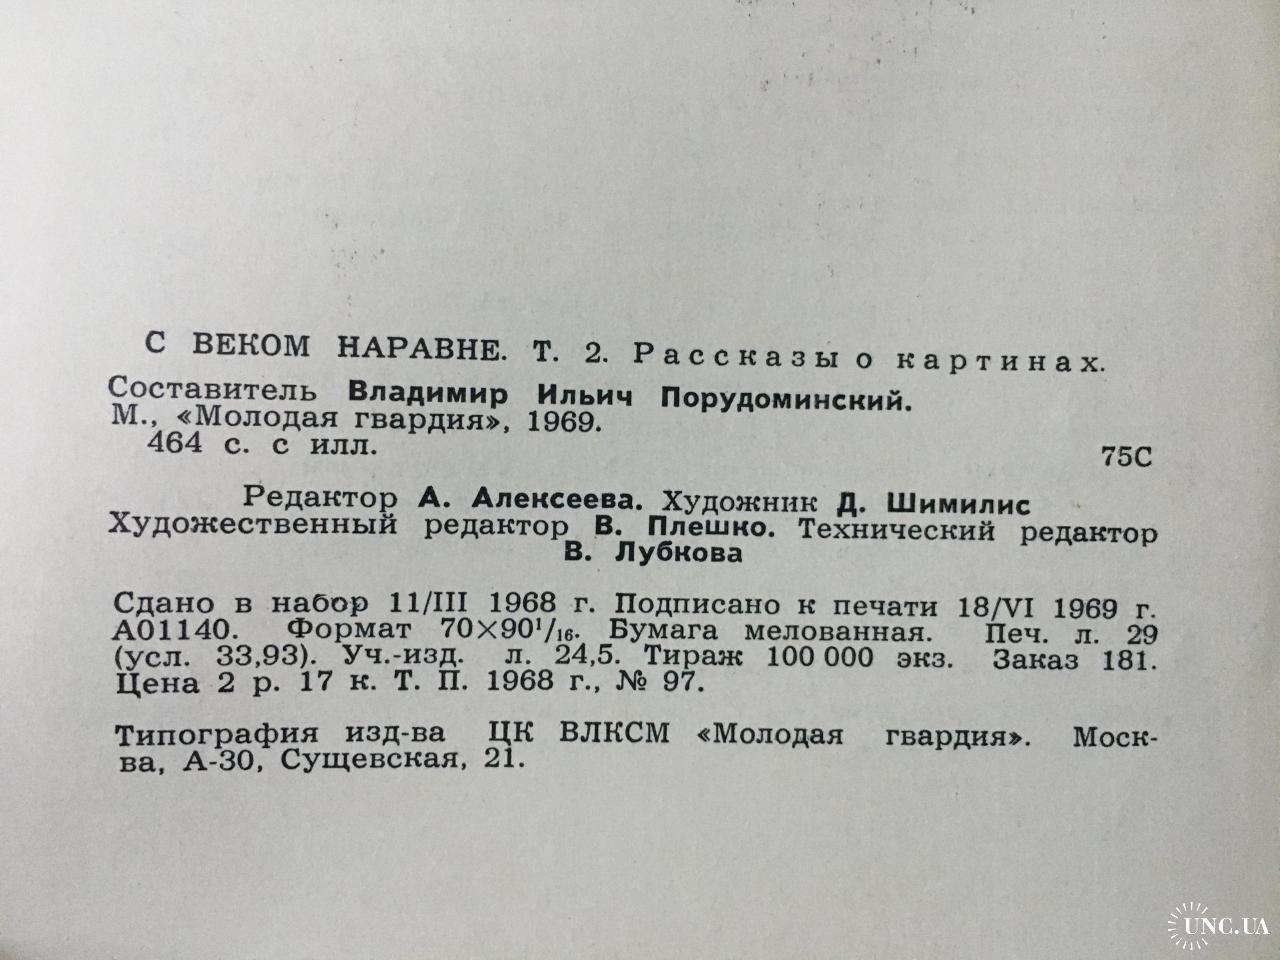 С ВЕКОМ НАРАВНЕ. Т. 2. Рассказы о картинах.
Составитель Владимир Ильич Порудоминский.
М., «Молодая гвардия», 1969.
464 с. с илл.
75С
Редактор А. Алексеева. Художник Д. Шимилис
Художественный редактор В. Плешко. Технический редактор
В. Лубкова
Сдано в набор 11/III 1968 г. Подписано к печати 18/VI 1969 г.
А01140. Формат 70×90¹/₁₆. Бумага мелованная. Печ. л. 29
(усл. 33,93). Уч.-изд. л. 24,5. Тираж 100 000 экз. Заказ 181.
Цена 2 р. 17 к. Т. П. 1968 г., № 97.
Типография изд-ва ЦК ВЛКСМ «Молодая гвардия». Моск-
ва, А-30, Сущевская, 21.
UNC.UA